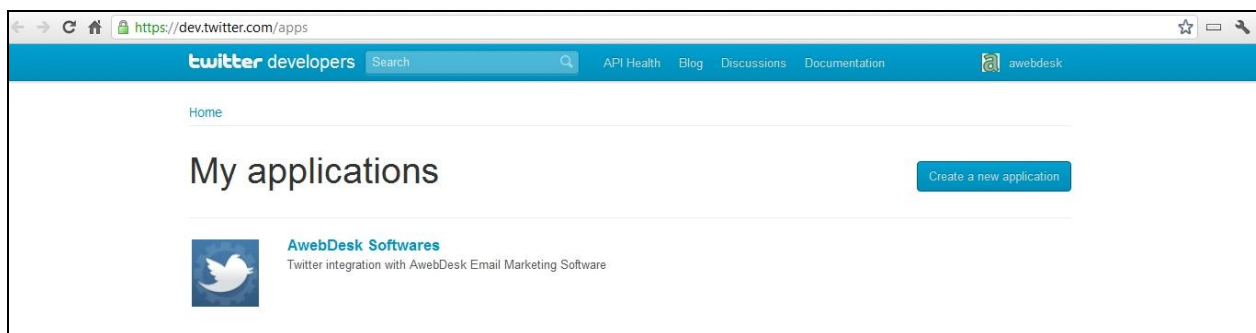 https://dev.twitter.com/apps
twitter developers Search API Health Blog Discussions Documentation awebdesk
Home
My applications
Create a new application
AwebDesk Softwares
Twitter integration with AwebDesk Email Marketing Software